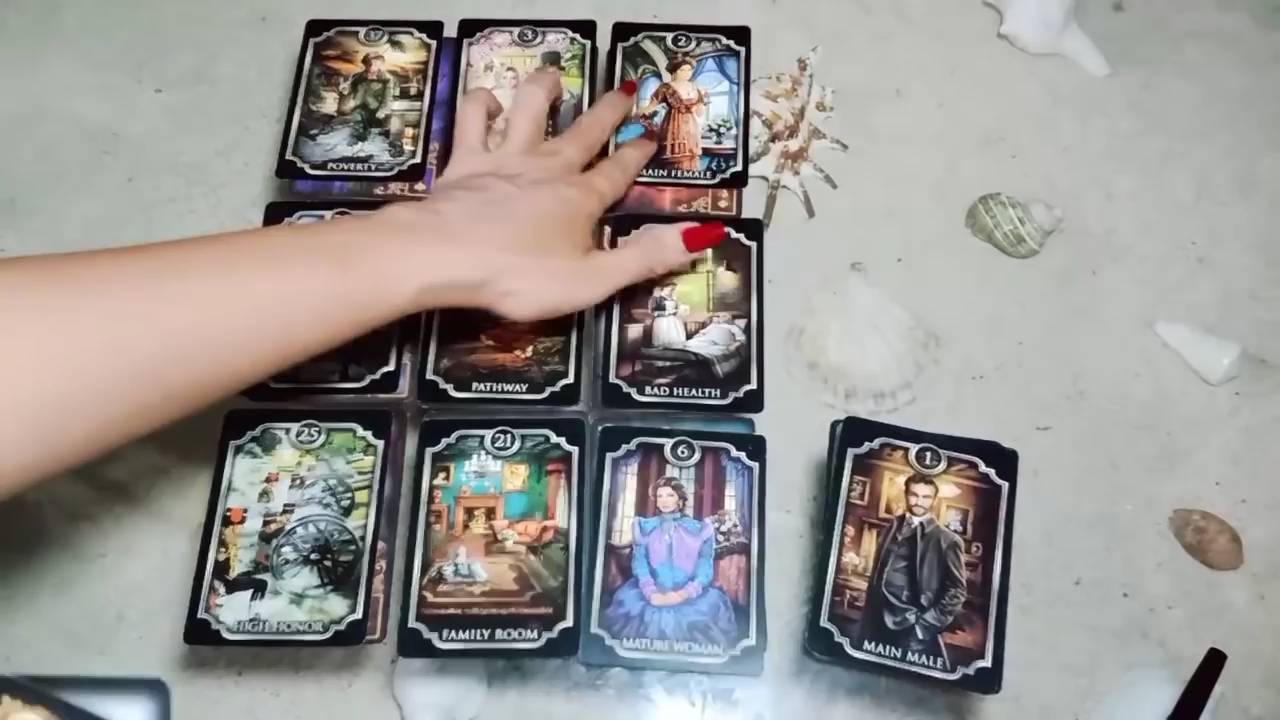 37
3
2
POVERTY
MAIN FEMALE
PATHWAY
BAD HEALTH
25
21
6
1
HIGH HONOR
FAMILY ROOM
MATURE WOMAN
MAIN MALE